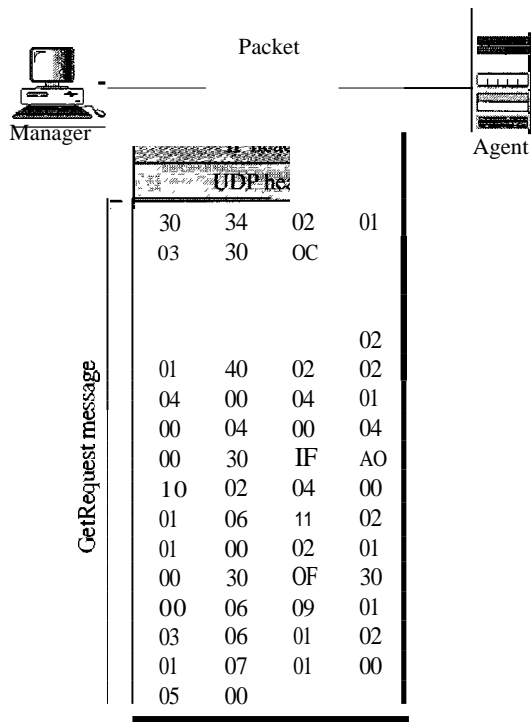 Packet
Manager
Agent
UDP
GetRequest message
30 34 02 01
03 30 OC
02
01 40 02 02
04 00 04 01
00 04 00 04
00 30 IF AO
10 02 04 00
01 06 11 02
01 00 02 01
00 30 OF 30
00 06 09 01
03 06 01 02
01 07 01 00
05 00